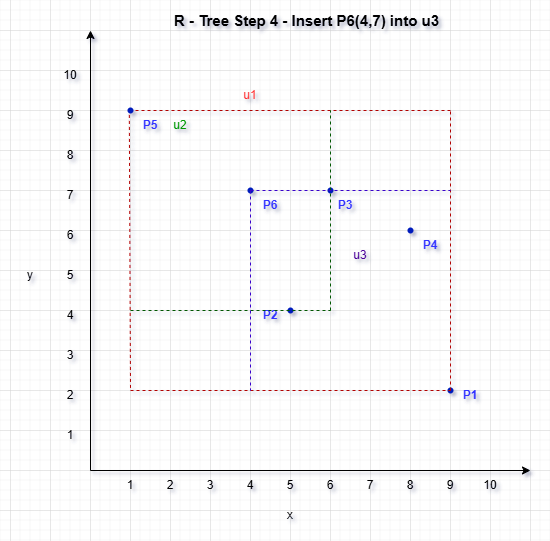 R - Tree Step 4 - Insert P6(4,7) into u3
10
u1
9
P5
u2
8
7
P6
P3
6
P4
u3
y
5
4
P2
3
2
P1
1
1 2 3 4 5 6 7 8 9 10
x